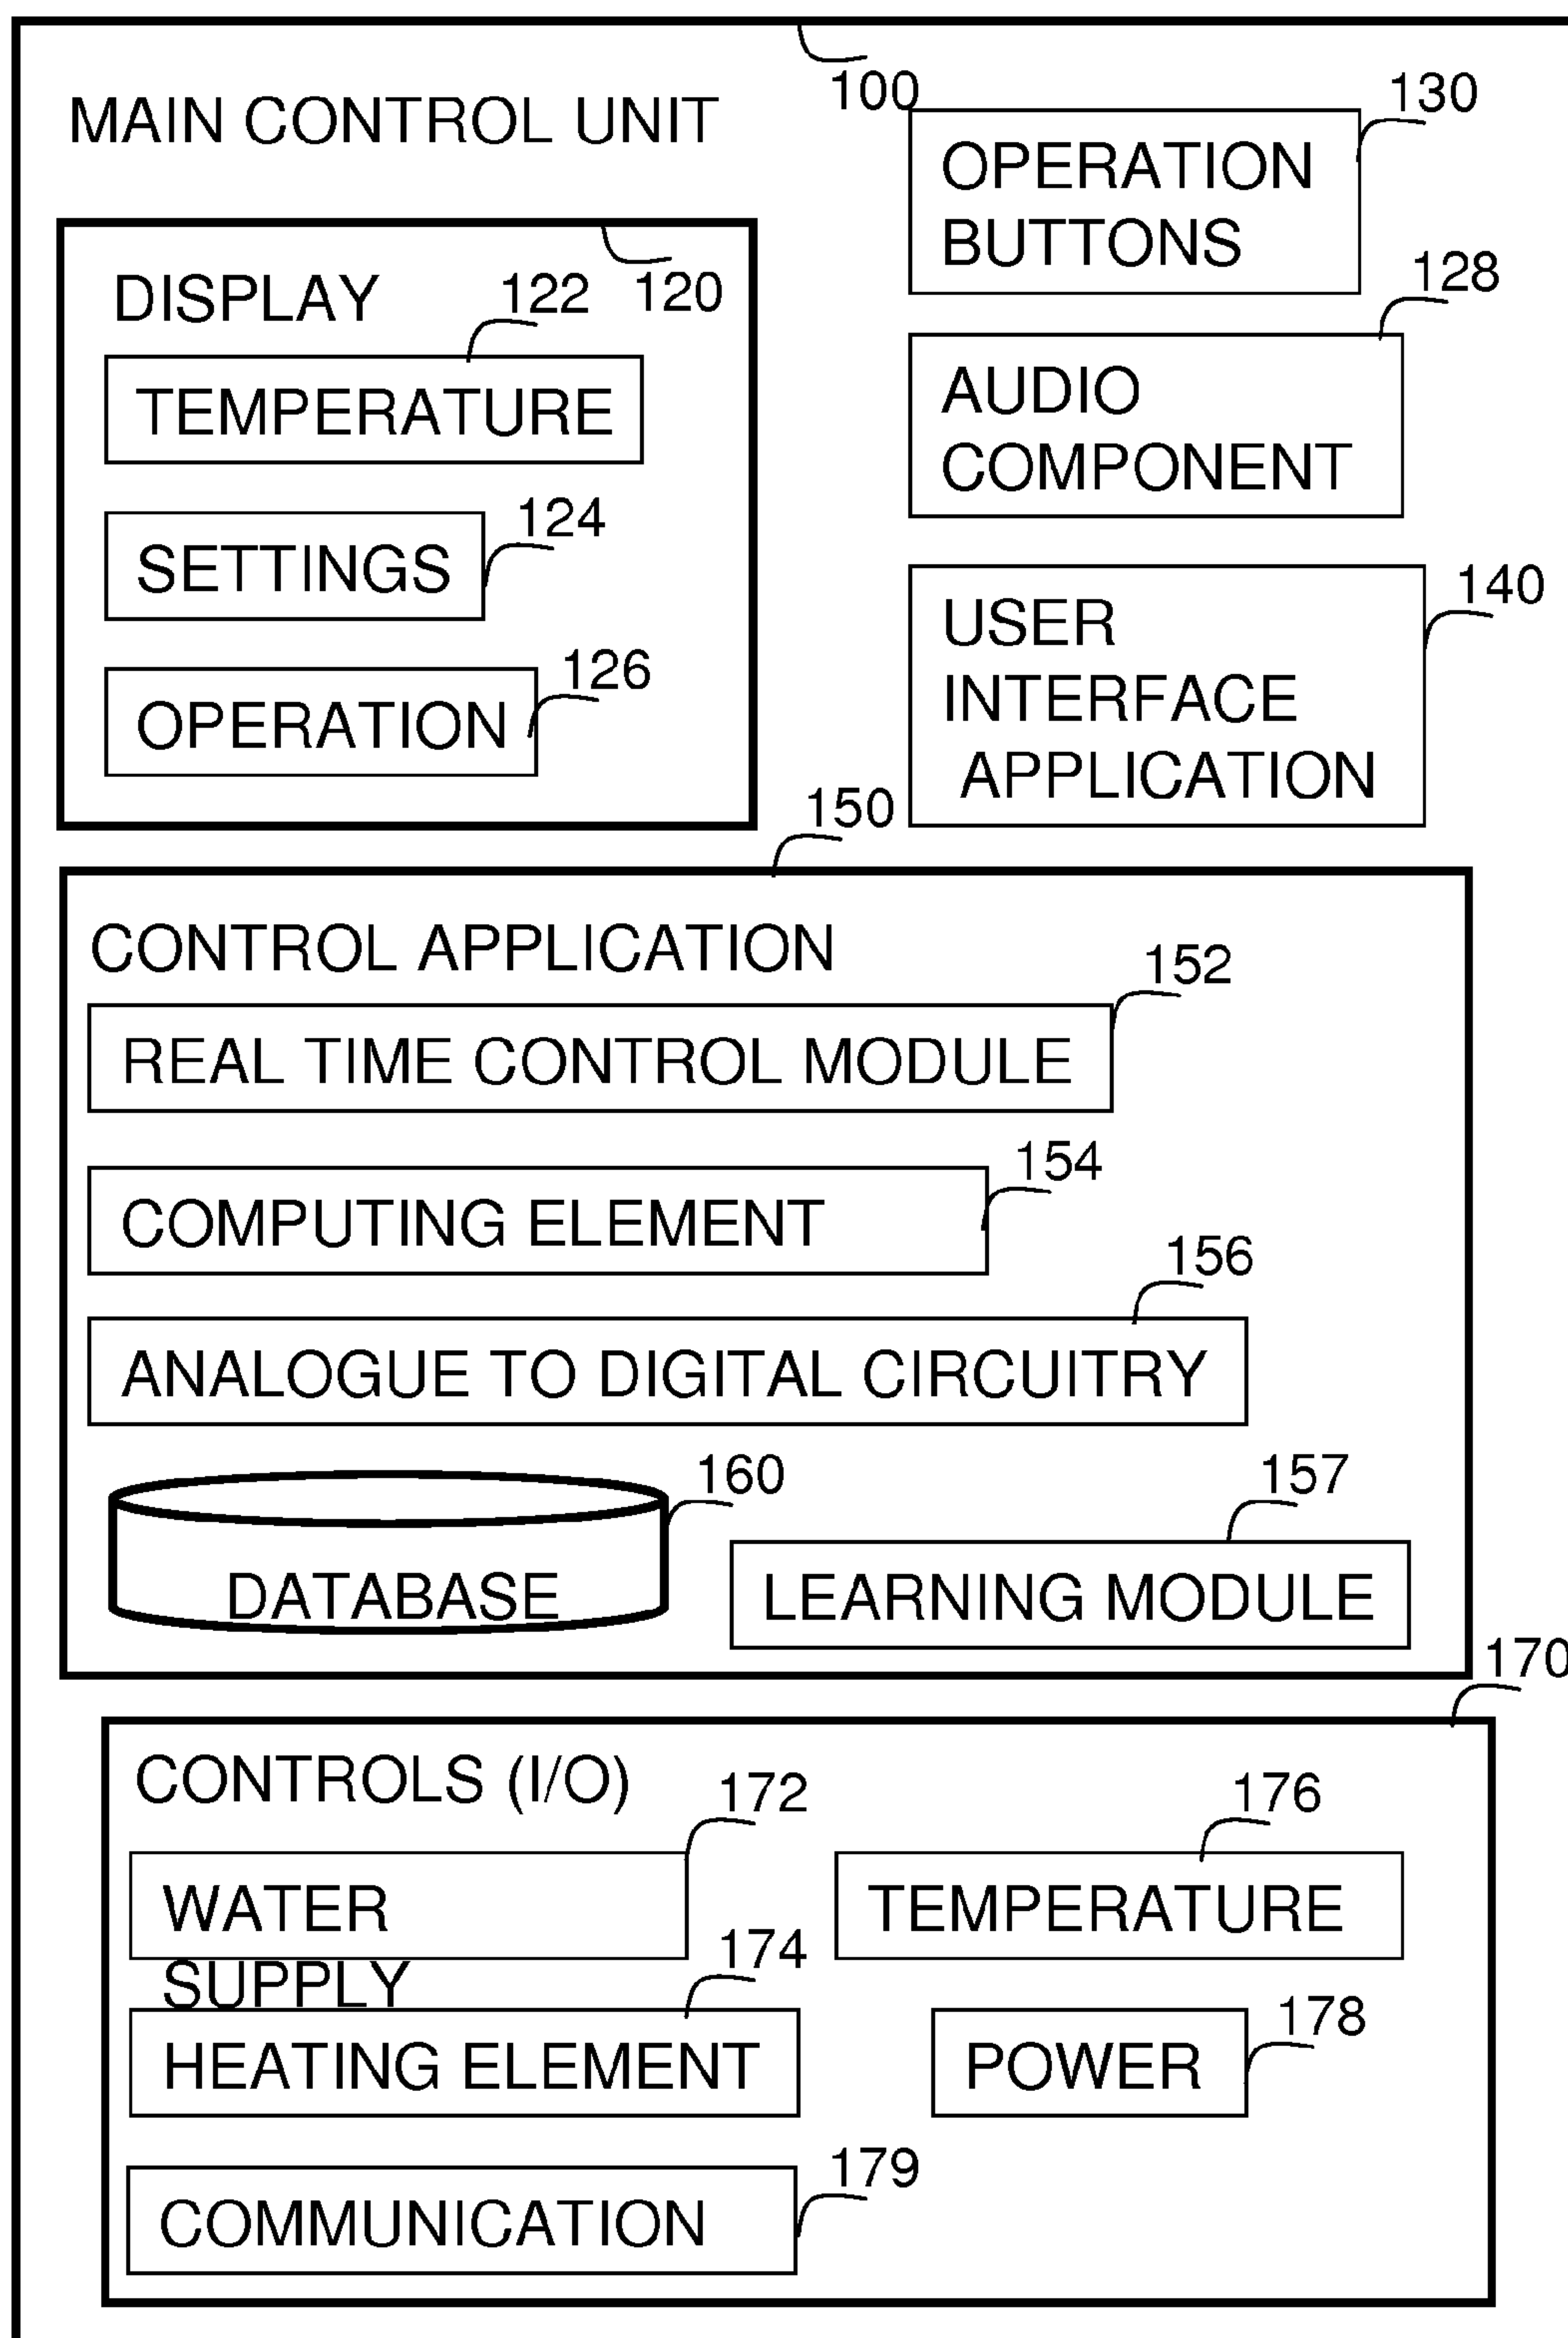 100
MAIN CONTROL UNIT
130
OPERATION
BUTTONS
120
DISPLAY
122
TEMPERATURE
124
SETTINGS
126
OPERATION
128
AUDIO
COMPONENT
140
USER
INTERFACE
APPLICATION
150
CONTROL APPLICATION
152
REAL TIME CONTROL MODULE
154
COMPUTING ELEMENT
156
ANALOGUE TO DIGITAL CIRCUITRY
160
DATABASE
157
LEARNING MODULE
170
CONTROLS (I/O)
172
WATER
SUPPLY
176
TEMPERATURE
174
HEATING ELEMENT
178
POWER
179
COMMUNICATION